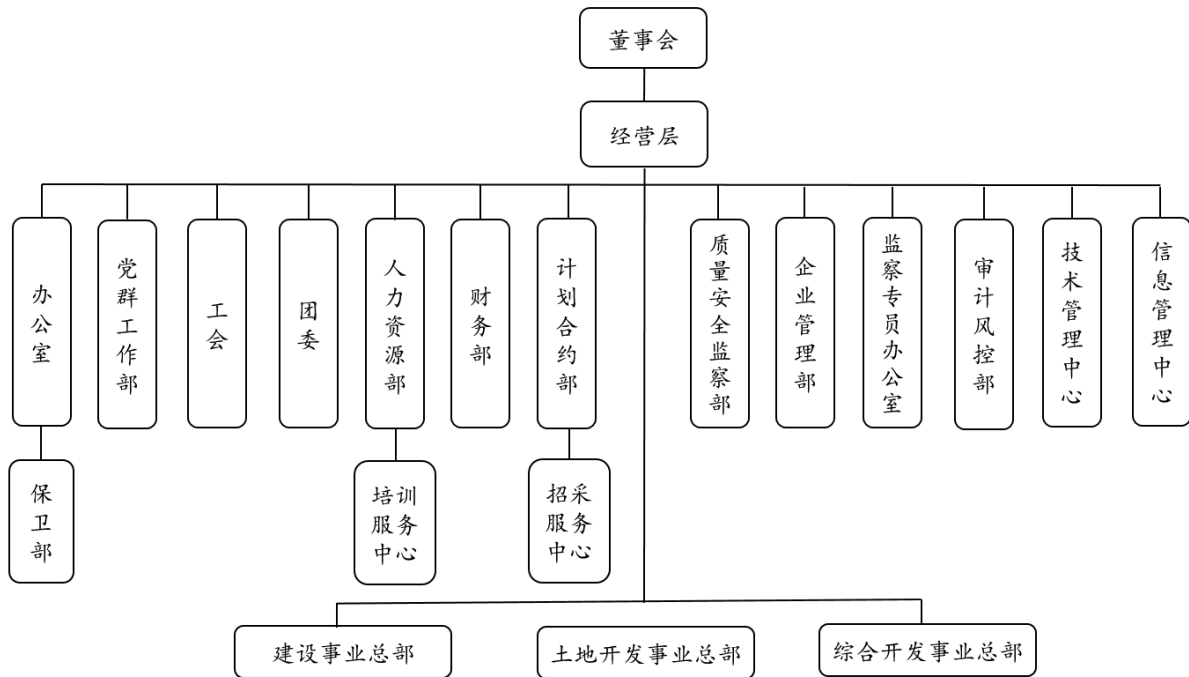 董事会
经营层
办公室
党群工作部
工会
团委
人力资源部
财务部
计划合约部
质量安全监察部
企业管理部
监察专员办公室
审计风控部
技术管理中心
信息管理中心
保卫部
培训
服务
中心
招采
服务
中心
建设事业总部
土地开发事业总部
综合开发事业总部